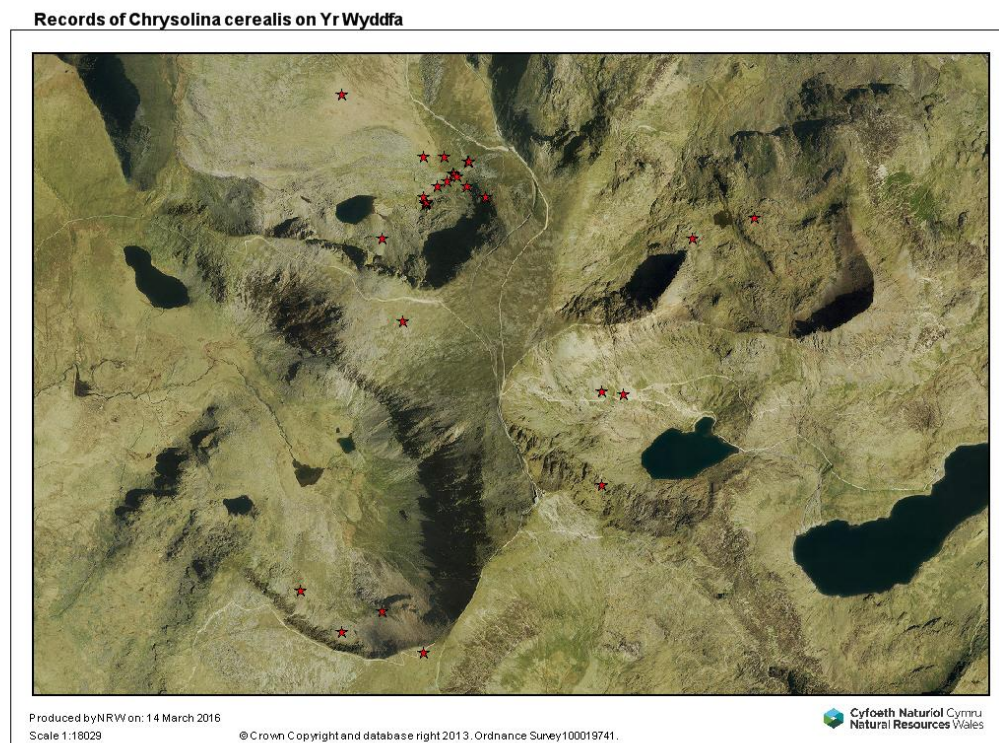 Records of Chrysolina cerealis on Yr Wyddfa
Produced by NRW on: 14 March 2016
Scale 1:18029
© Crown Copyright and database right 2013. Ordnance Survey 100019741.
Cyfoeth Naturiol Cymru
Natural Resources Wales